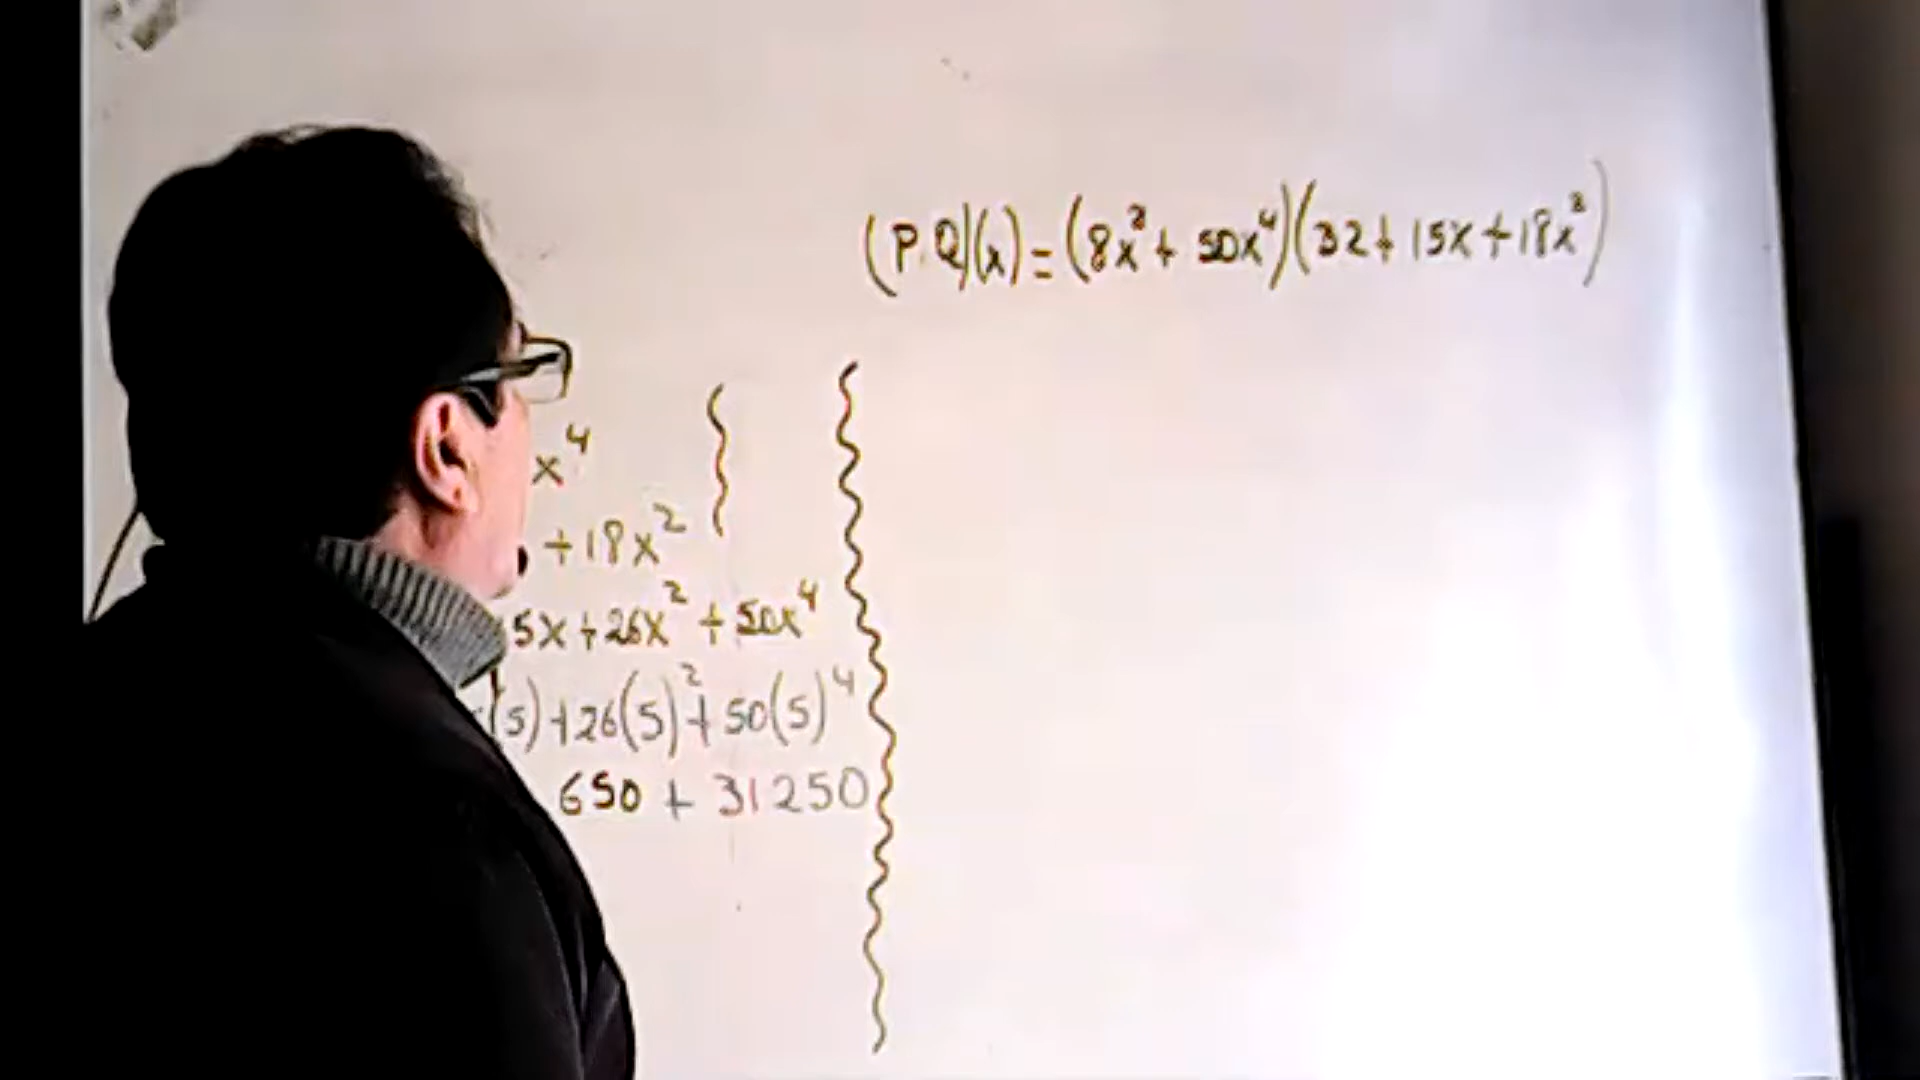 (P.Q)(x) = (8x² + 50x⁴)(32 + 15x + 18x²)
x⁴
+ 18x²
5x + 26x² + 50x⁴
(5) + 26(5)² + 50(5)⁴
650 + 31250